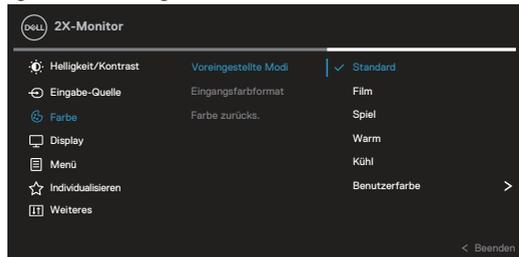 DELL 2X-Monitor
Helligkeit/Kontrast Voreingestellte Modi Standard
Eingabe-Quelle Eingangsfarbformat Film
Farbe Farbe zurücks. Spiel
Display Warm
Menü Kühl
Individualisieren Benutzerfarbe >
Weiteres
< Beenden